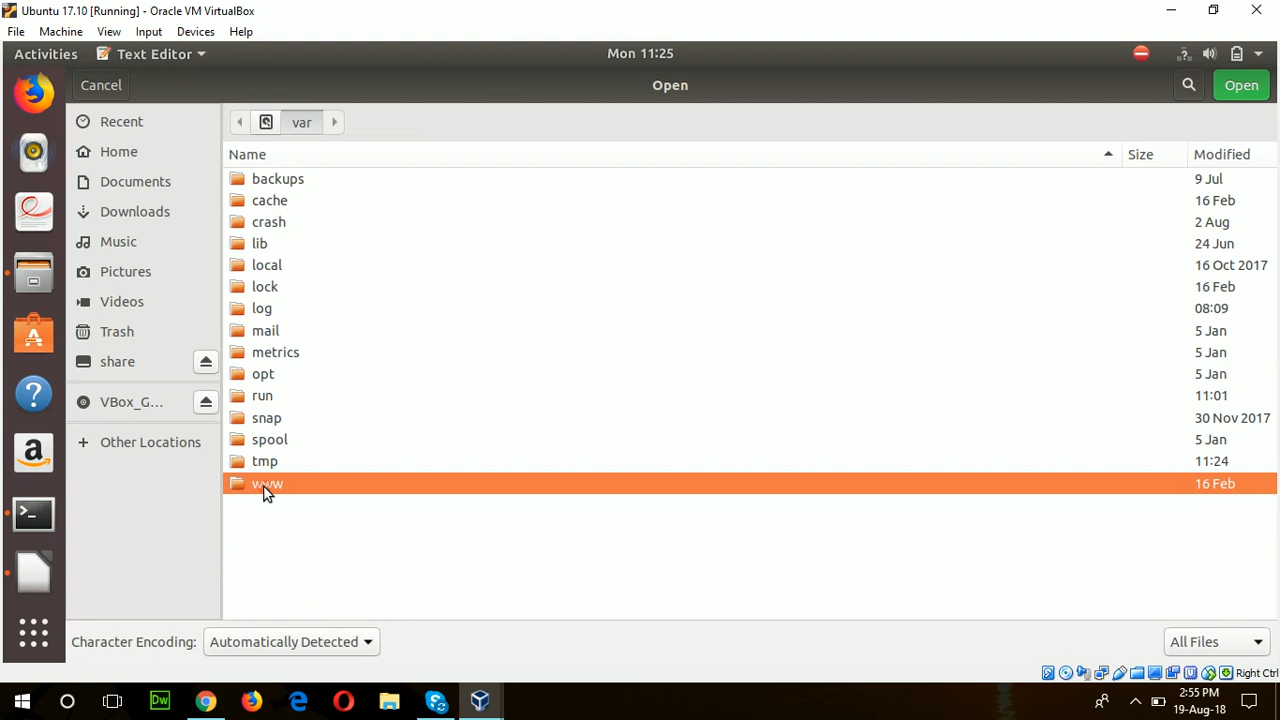 Ubuntu 17.10 [Running] - Oracle VM VirtualBox
File Machine View Input Devices Help
Activities Text Editor Mon 11:25
Cancel Open Open
Recent
Home
Documents
Downloads
Music
Pictures
Videos
Trash
share
VBox_G...
+ Other Locations
var
Name Size Modified
backups 9 Jul
cache 16 Feb
crash 2 Aug
lib 24 Jun
local 16 Oct 2017
lock 16 Feb
log 08:09
mail 5 Jan
metrics 5 Jan
opt 5 Jan
run 11:01
snap 30 Nov 2017
spool 5 Jan
tmp 11:24
www 16 Feb
Character Encoding: Automatically Detected All Files
Right Ctrl
Dw
2:55 PM
19-Aug-18